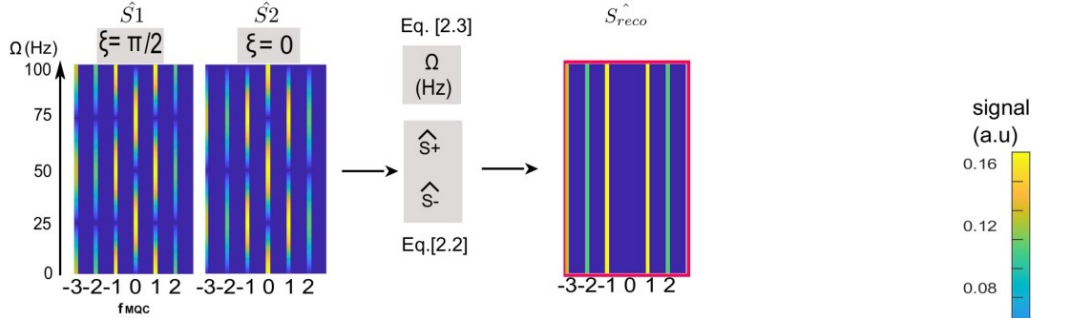 Ŝ1
ξ= π/2
Ŝ2
ξ= 0
Ω (Hz)
100
75
50
25
0
-3-2-1 0 1 2
-3-2-1 0 1 2
fMQC
Eq. [2.3]
Ω
(Hz)
Ŝ+
Ŝ-
Eq.[2.2]
Ŝreco
-3-2-1 0 1 2
signal
(a.u)
0.16
0.12
0.08